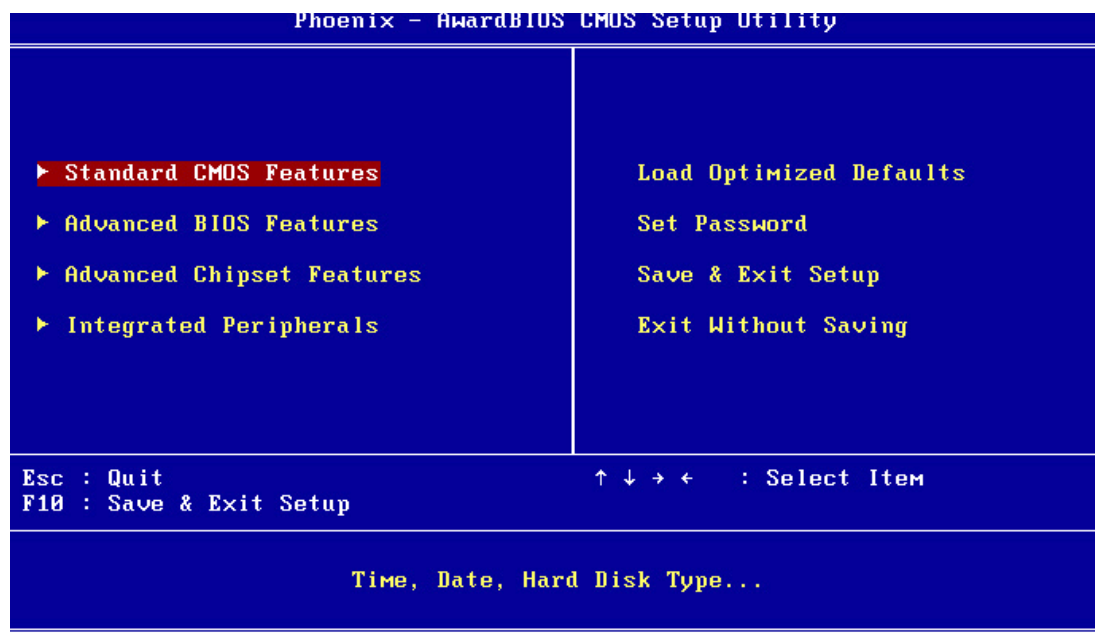 Phoenix - AwardBIOS CMOS Setup Utility
► Standard CMOS Features
► Advanced BIOS Features
► Advanced Chipset Features
► Integrated Peripherals
Load Optimized Defaults
Set Password
Save & Exit Setup
Exit Without Saving
Esc : Quit
F10 : Save & Exit Setup
↑ ↓ → ← : Select Item
Time, Date, Hard Disk Type...